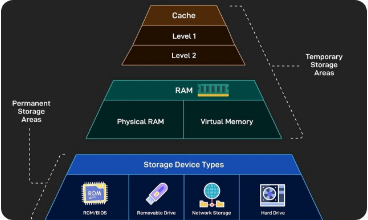 Cache
Level 1
Level 2
Temporary
Storage
Areas
RAM
Physical RAM
Virtual Memory
Permanent
Storage
Areas
Storage Device Types
ROM
ROM/BIOS
Removable Drive
Network Storage
Hard Drive